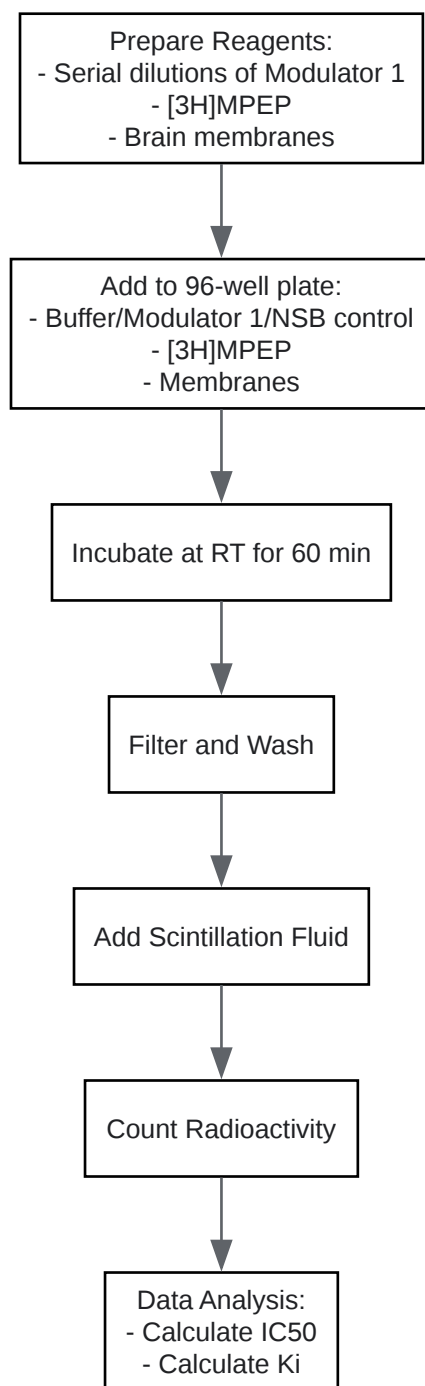 Prepare Reagents:
- Serial dilutions of Modulator 1
- [3H]MPEP
- Brain membranes
Add to 96-well plate:
- Buffer/Modulator 1/NSB control
- [3H]MPEP
- Membranes
Incubate at RT for 60 min
Filter and Wash
Add Scintillation Fluid
Count Radioactivity
Data Analysis:
- Calculate IC50
- Calculate Ki